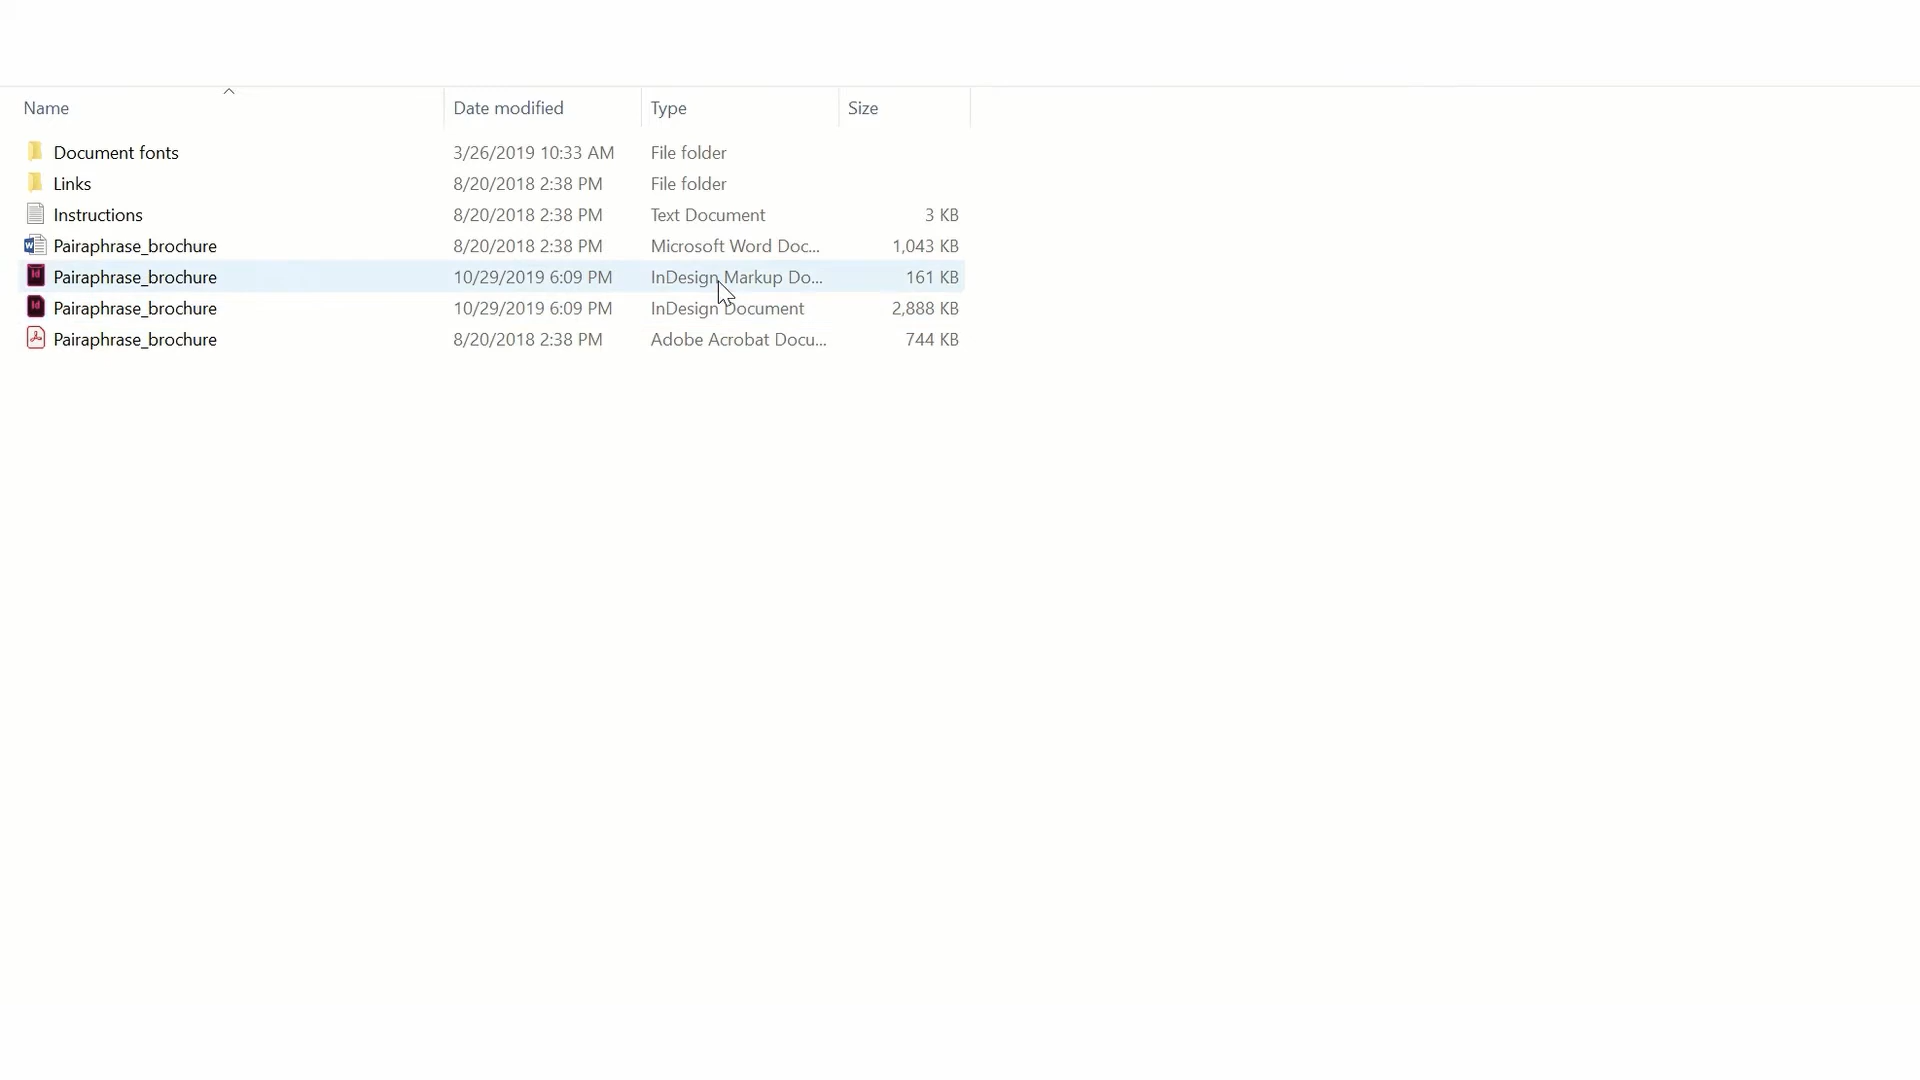 Name Date modified Type Size
Document fonts 3/26/2019 10:33 AM File folder
Links 8/20/2018 2:38 PM File folder
Instructions 8/20/2018 2:38 PM Text Document 3 KB
Pairaphrase_brochure 8/20/2018 2:38 PM Microsoft Word Doc... 1,043 KB
Pairaphrase_brochure 10/29/2019 6:09 PM InDesign Markup Do... 161 KB
Pairaphrase_brochure 10/29/2019 6:09 PM InDesign Document 2,888 KB
Pairaphrase_brochure 8/20/2018 2:38 PM Adobe Acrobat Docu... 744 KB